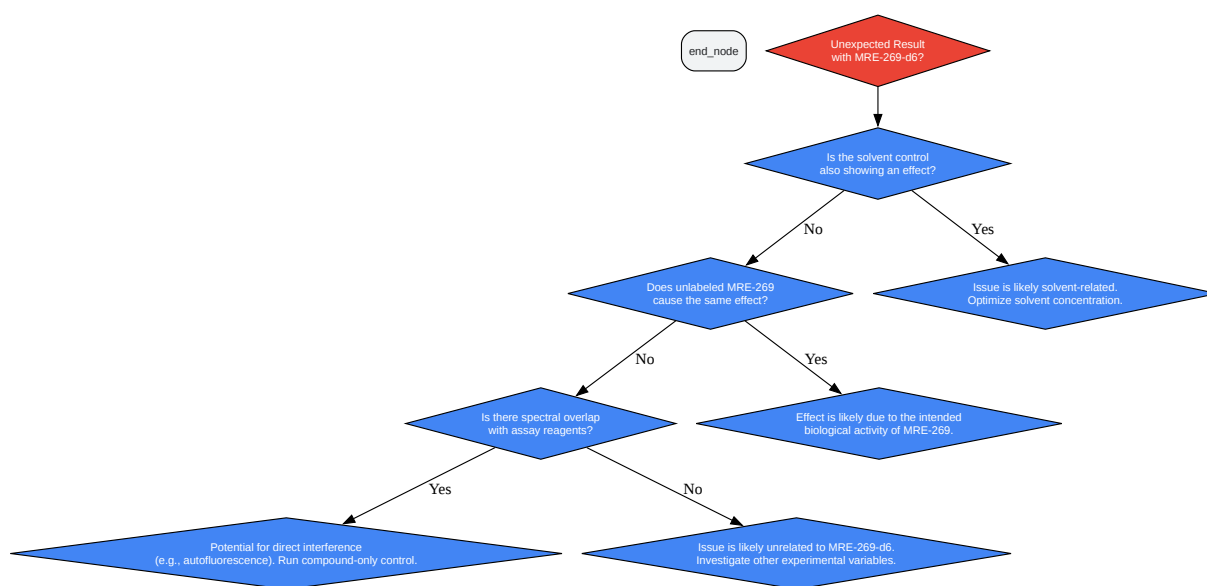 end_node
Unexpected Result
with MRE-269-d6?
Is the solvent control
also showing an effect?
No
Yes
Does unlabeled MRE-269
cause the same effect?
Issue is likely solvent-related.
Optimize solvent concentration.
No
Yes
Is there spectral overlap
with assay reagents?
Effect is likely due to the intended
biological activity of MRE-269.
Yes
No
Potential for direct interference
(e.g., autofluorescence). Run compound-only control.
Issue is likely unrelated to MRE-269-d6.
Investigate other experimental variables.